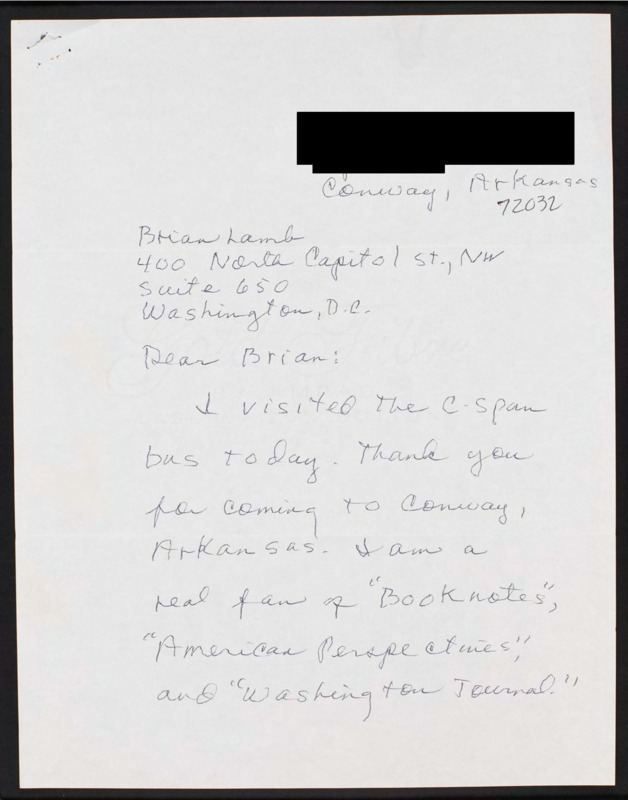 Conway, Arkansas
72032
Brian Lamb
400 North Capitol St., NW
Suite 650
Washington, D.C.
Dear Brian:
I visited the C-Span
bus today. Thank you
for coming to Conway,
Arkansas. I am a
real fan of "Booknotes",
"American Perspectives",
and "Washington Journal."